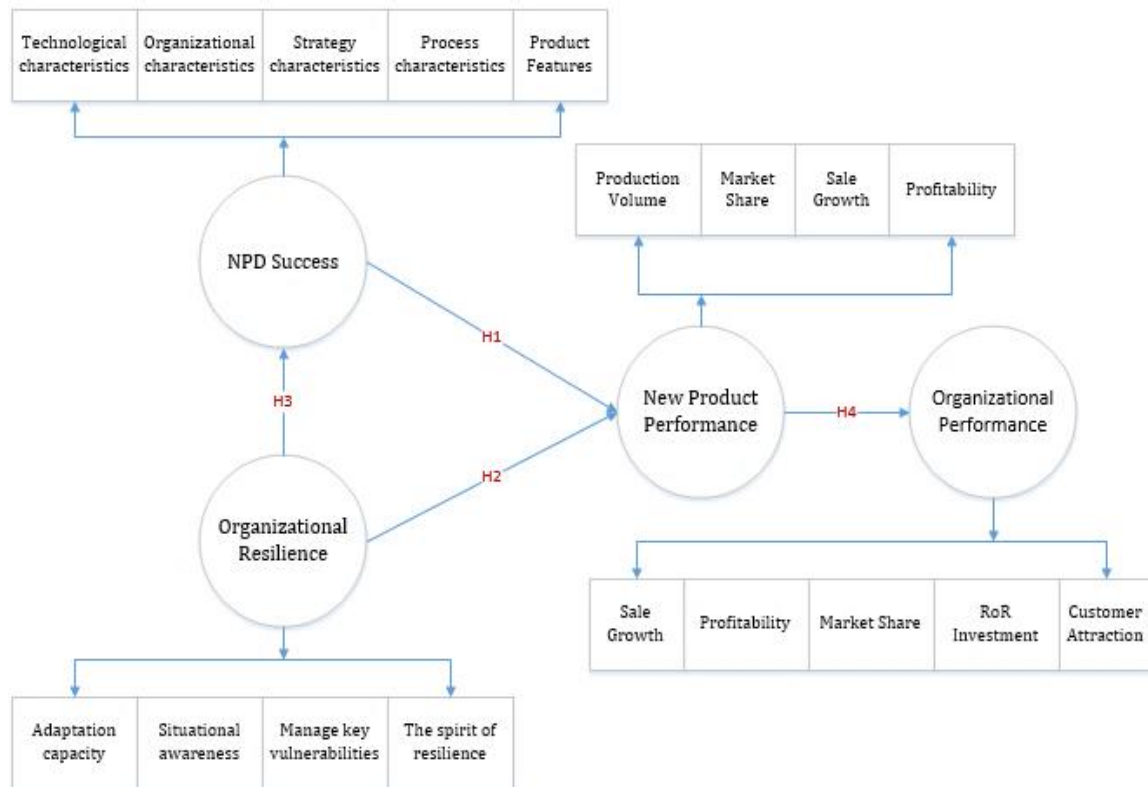 Technological
characteristics
Organizational
characteristics
Strategy
characteristics
Process
characteristics
Product
Features
Production
Volume
Market
Share
Sale
Growth
Profitability
NPD Success
H1
H3
New Product
Performance
H4
Organizational
Performance
H2
Organizational
Resilience
Sale
Growth
Profitability
Market Share
RoR
Investment
Customer
Attraction
Adaptation
capacity
Situational
awareness
Manage key
vulnerabilities
The spirit of
resilience